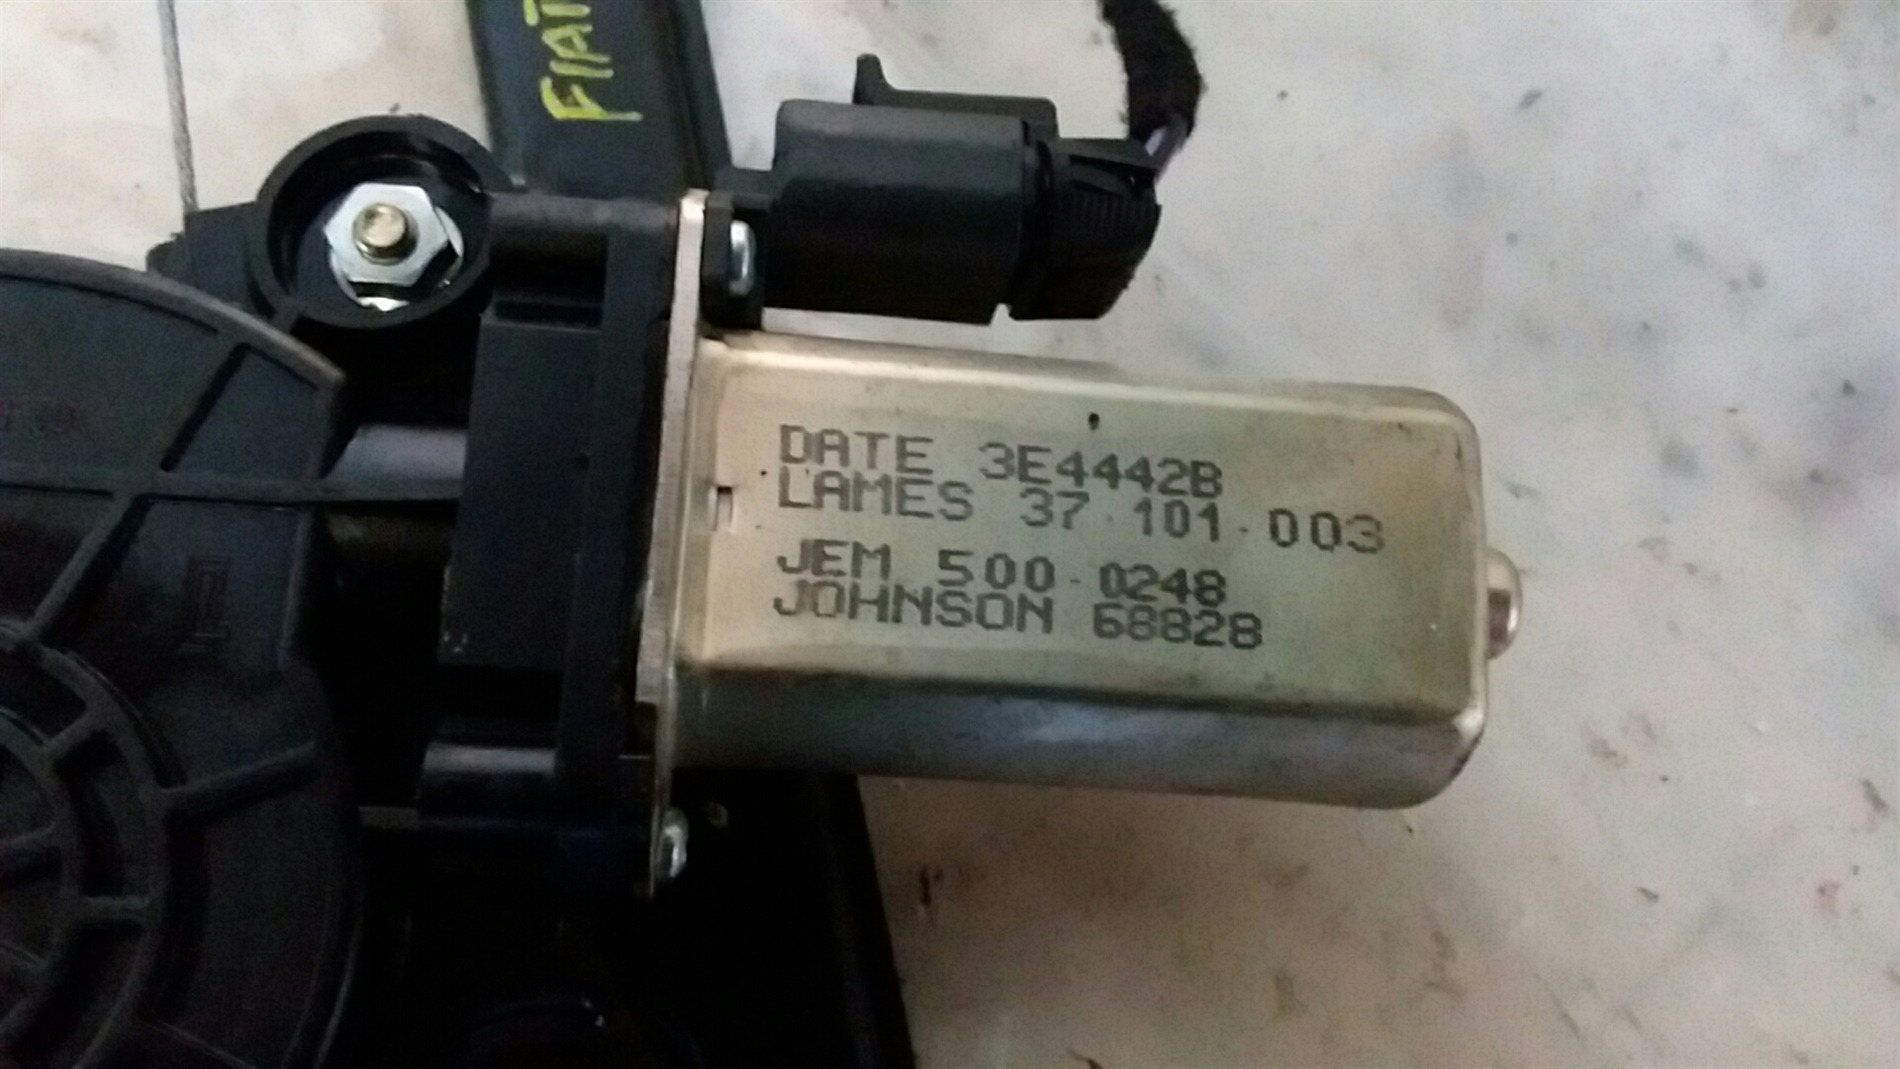 FIAT
DATE 3E4442B
LAMES 37.101.003
JEM 500-0248
JOHNSON 68828